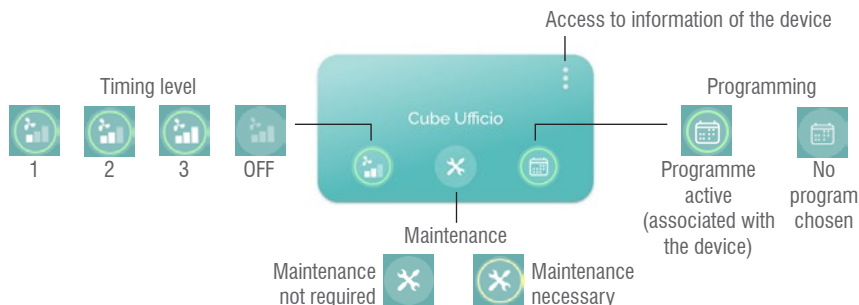 Access to information of the device
Timing level
Programming
Cube Ufficio
1
2
3
OFF
Programme
active
(associated with
the device)
No
program
chosen
Maintenance
Maintenance
not required
Maintenance
necessary